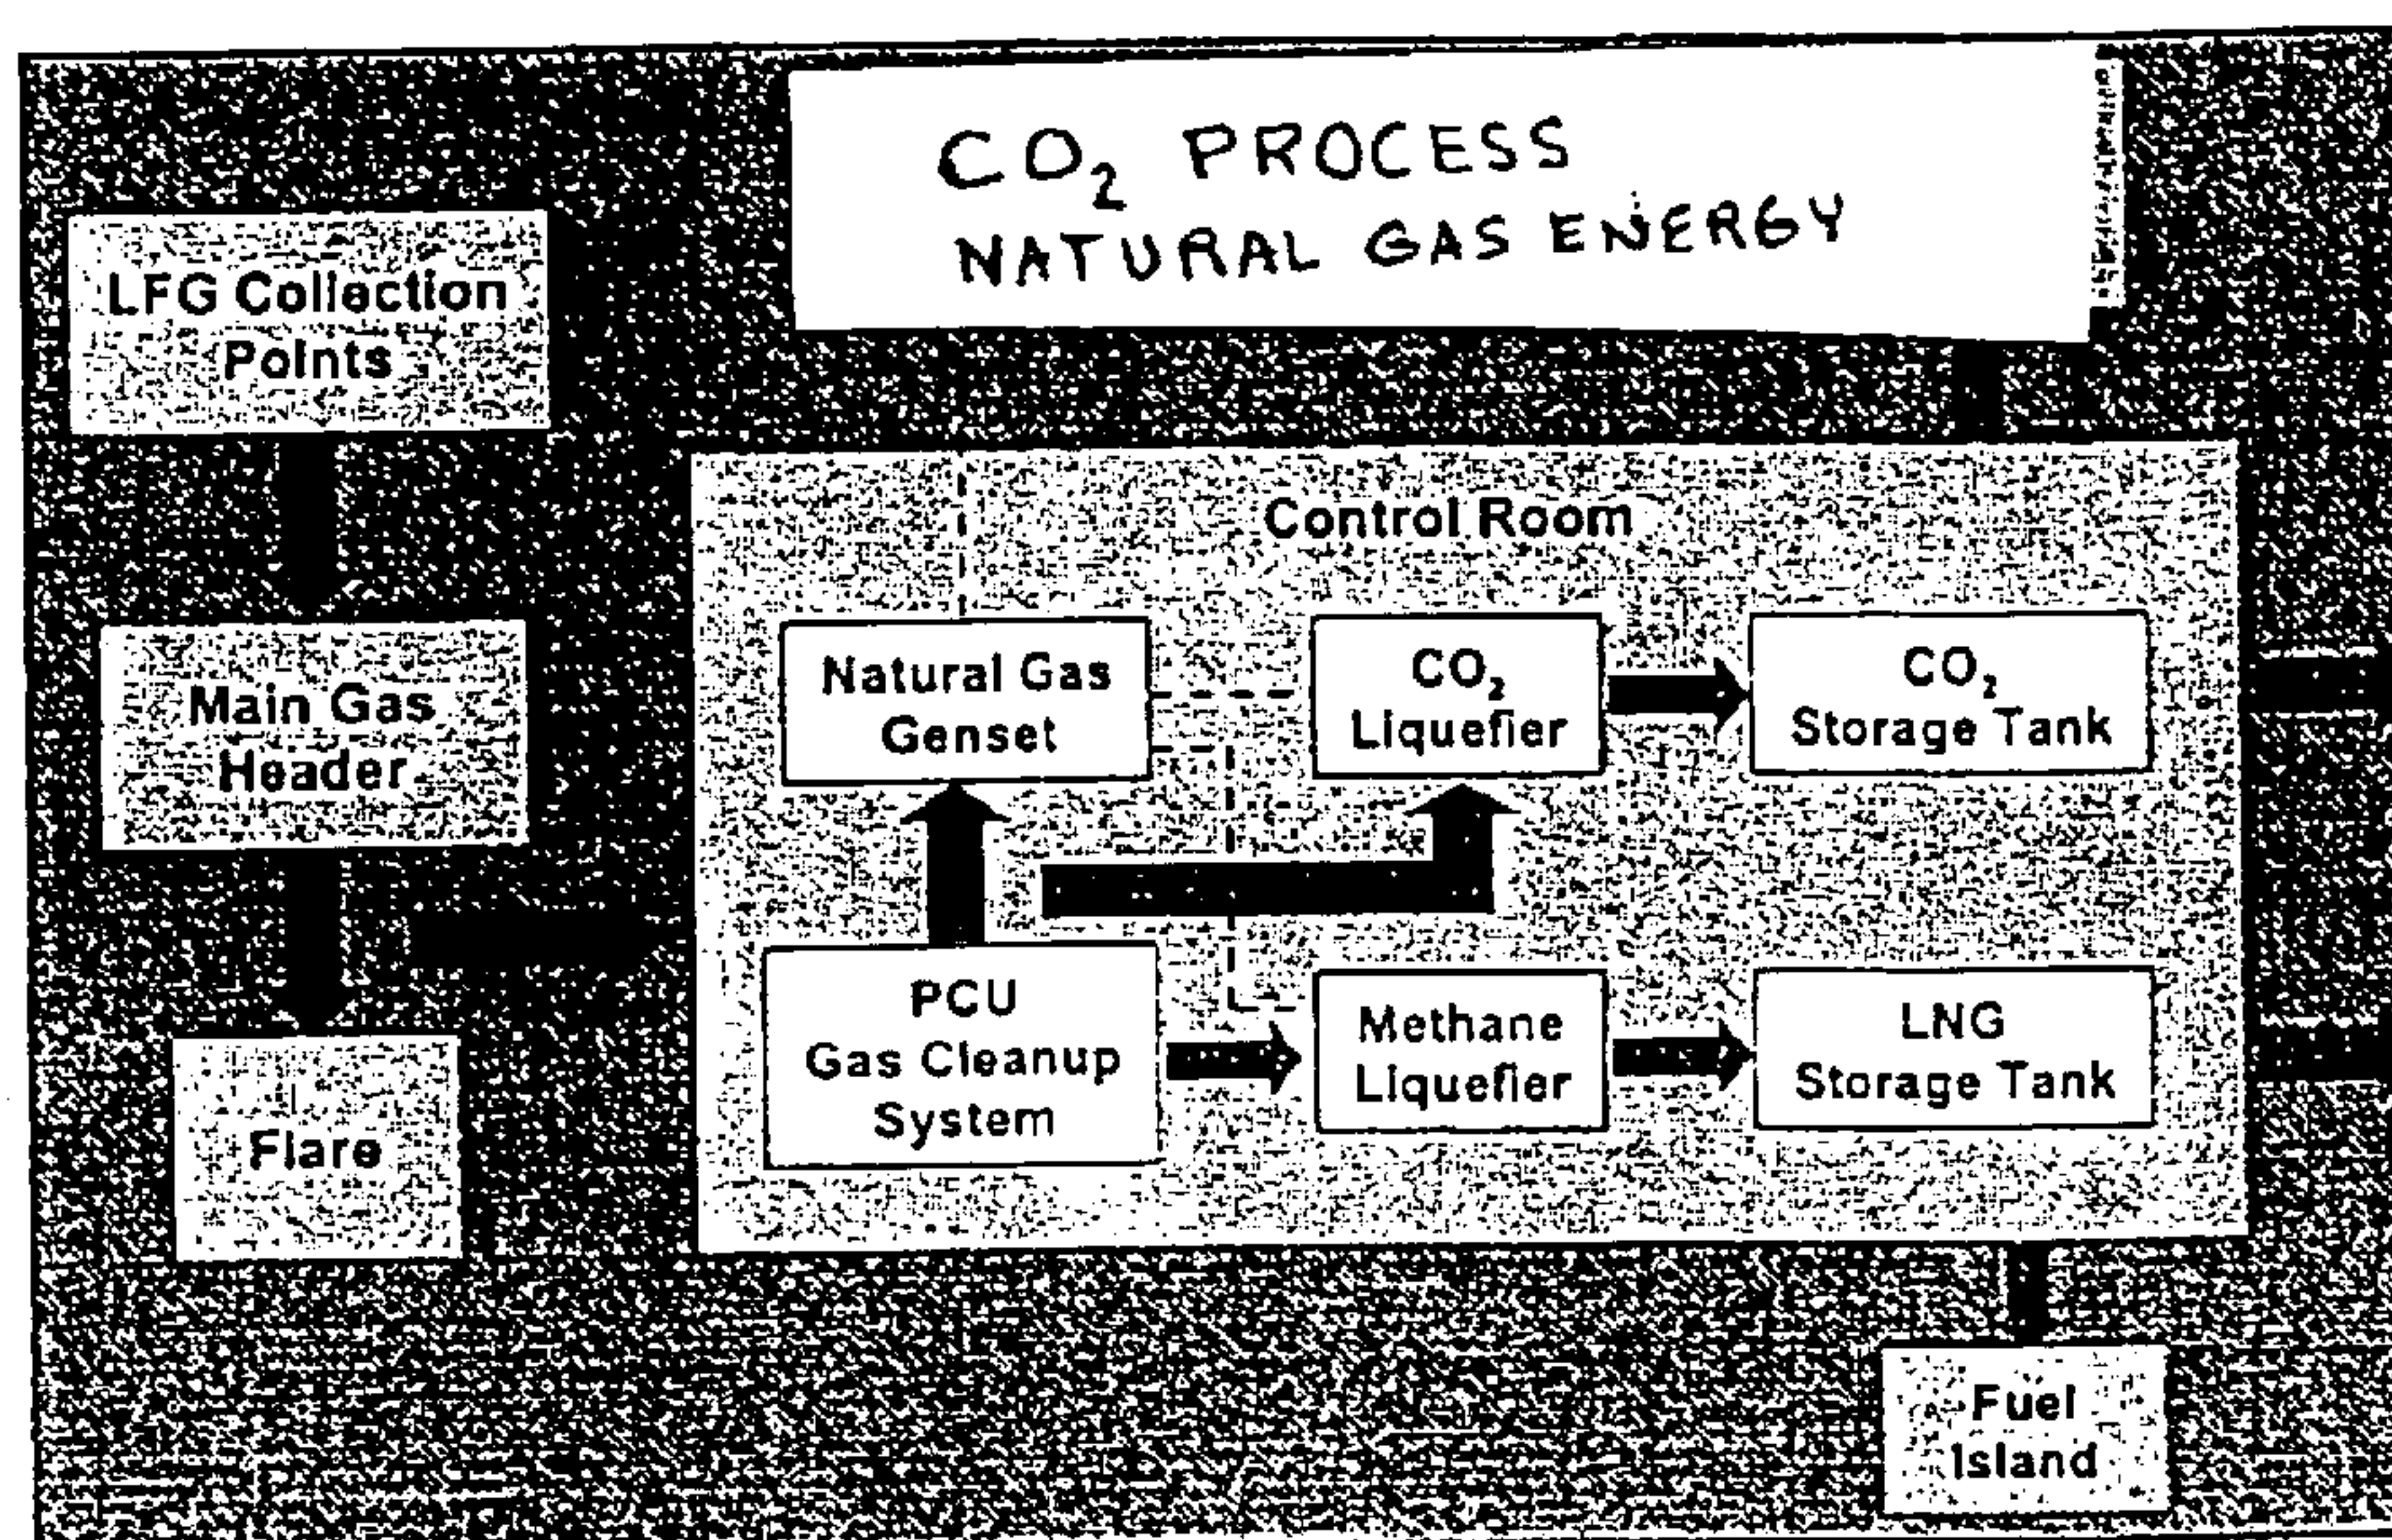 CO₂ PROCESS
NATURAL GAS ENERGY
LFG Collection
Points
Main Gas
Header
Flare
Control Room
Natural Gas
Genset
CO₂
Liquefier
CO₂
Storage Tank
PCU
Gas Cleanup
System
Methane
Liquefier
LNG
Storage Tank
Fuel
Island